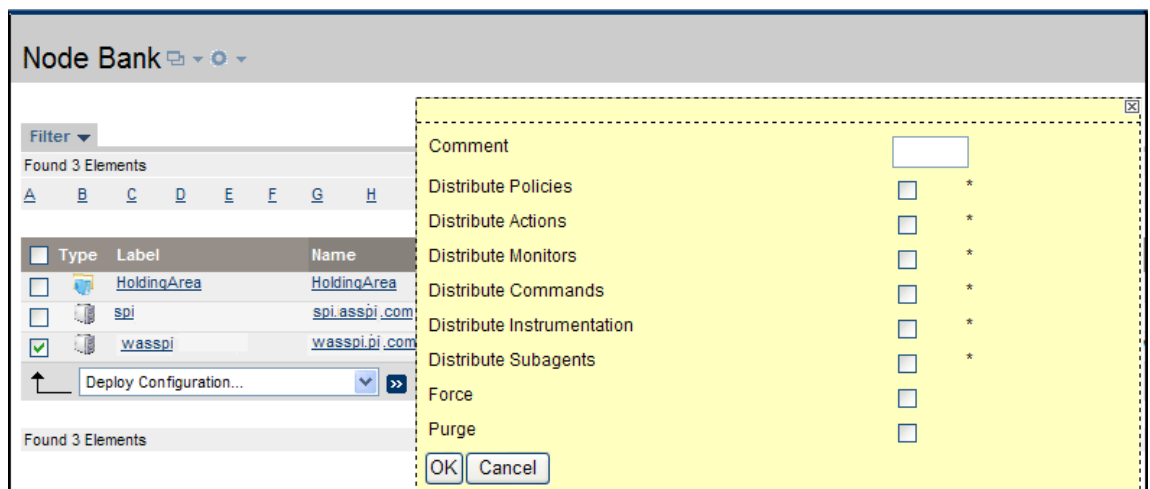 Node Bank
Filter
Found 3 Elements
A B C D E F G H
Type Label Name
HoldingArea HoldingArea
spi spi.asspi.com
wasspi wasspi.pi.com
Deploy Configuration...
Found 3 Elements
Comment
Distribute Policies *
Distribute Actions *
Distribute Monitors *
Distribute Commands *
Distribute Instrumentation *
Distribute Subagents *
Force
Purge
OK Cancel